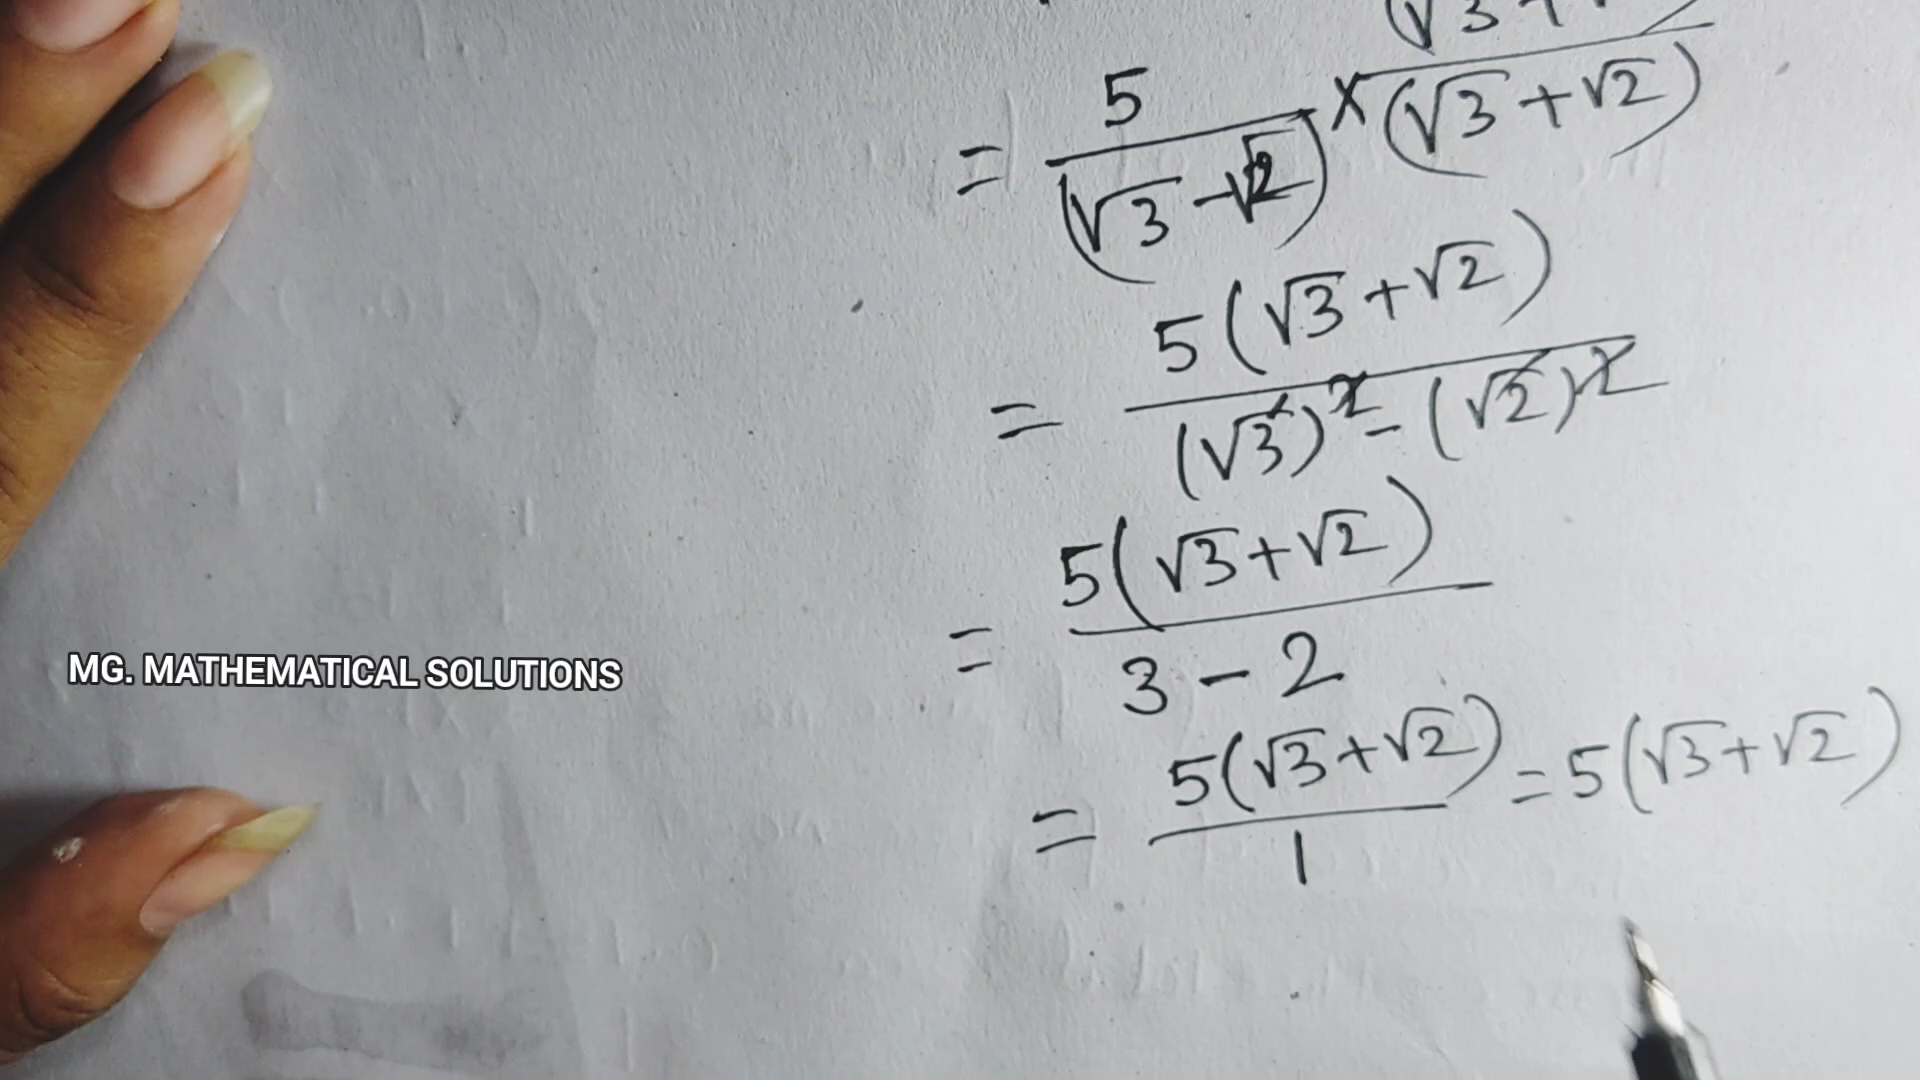 = 5/(√3 - √2) × (√3 + /(√3 + √2)
= 5(√3 + √2)/(√3)² - (√2)²
= 5(√3 + √2)/3 - 2
MG. MATHEMATICAL SOLUTIONS
= 5(√3 + √2)/1 = 5(√3 + √2)